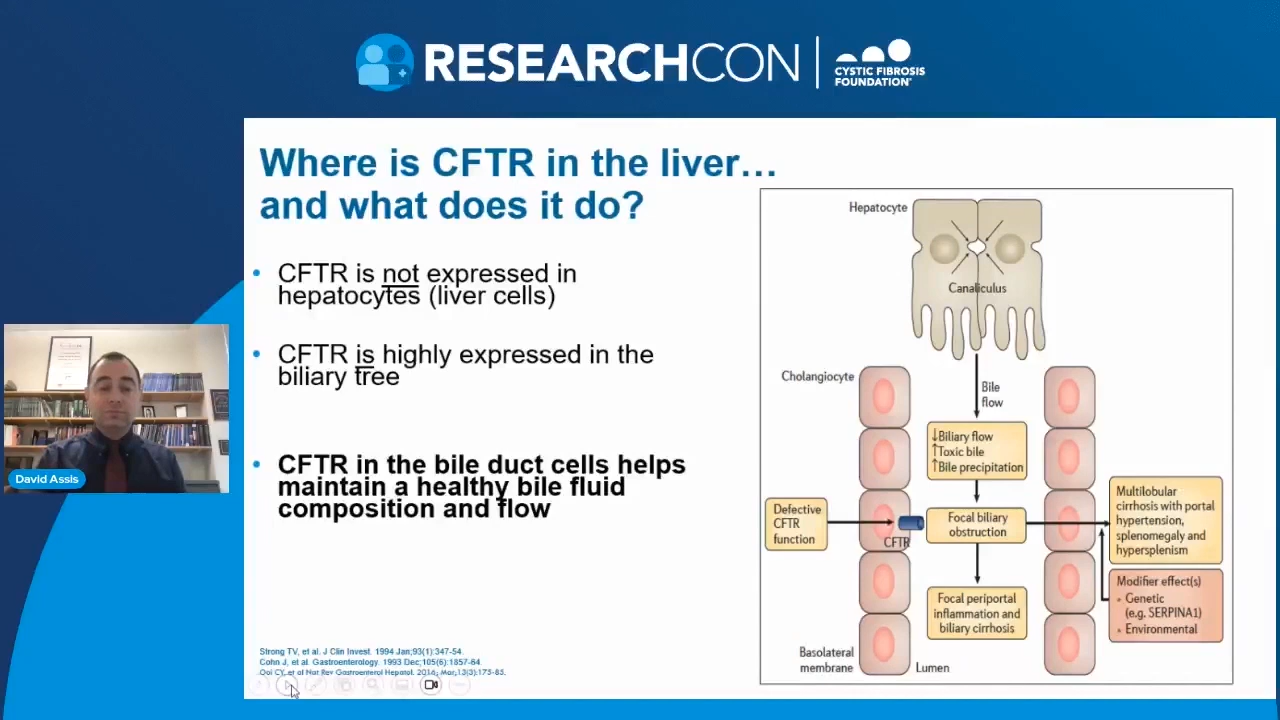 RESEARCHCON
CYSTIC FIBROSIS
FOUNDATION
Where is CFTR in the liver…
and what does it do?
• CFTR is not expressed in
hepatocytes (liver cells)
• CFTR is highly expressed in the
biliary tree
• CFTR in the bile duct cells helps
maintain a healthy bile fluid
composition and flow
Strong TV, et al. J Clin Invest. 1994 Jan;93(1):347-54.
Cohn J, et al. Gastroenterology. 1993 Dec;105(6):1857-64.
Ooi CY, et al Nat Rev Gastroenterol Hepatol. 2016; Mar;13(3):175-85.
David Assis
Hepatocyte
Canaliculus
Cholangiocyte
Bile
flow
↓Biliary flow
↑Toxic bile
↑Bile precipitation
Defective
CFTR
function
CFTR
Focal biliary
obstruction
Multilobular
cirrhosis with portal
hypertension,
splenomegaly and
hypersplenism
Focal periportal
inflammation and
biliary cirrhosis
Modifier effect(s)
• Genetic
(e.g. SERPINA1)
• Environmental
Basolateral
membrane
Lumen